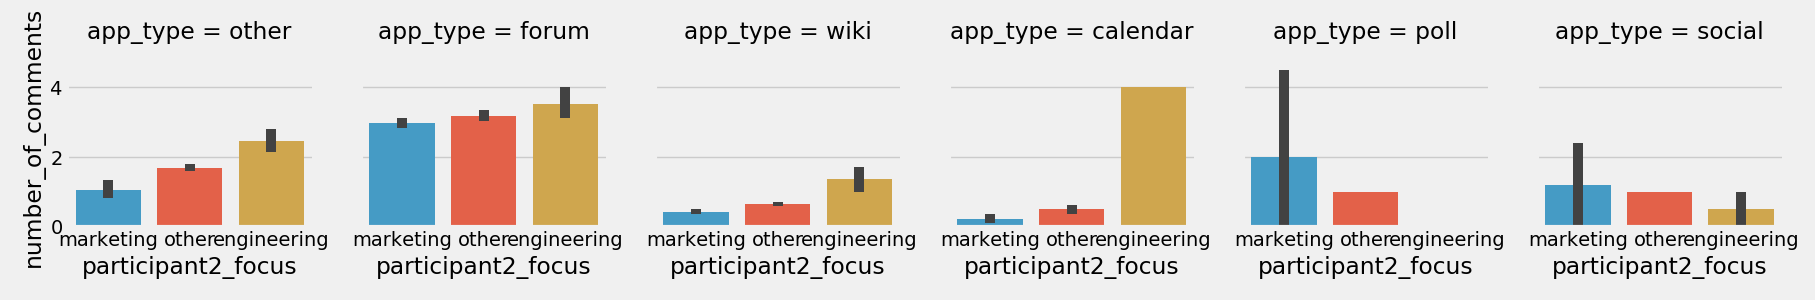 app_type = other
app_type = forum
app_type = wiki
app_type = calendar
app_type = poll
app_type = social
number_of_comments
4
2
0
marketing other engineering
marketing other engineering
marketing other engineering
marketing other engineering
marketing other engineering
marketing other engineering
participant2_focus
participant2_focus
participant2_focus
participant2_focus
participant2_focus
participant2_focus